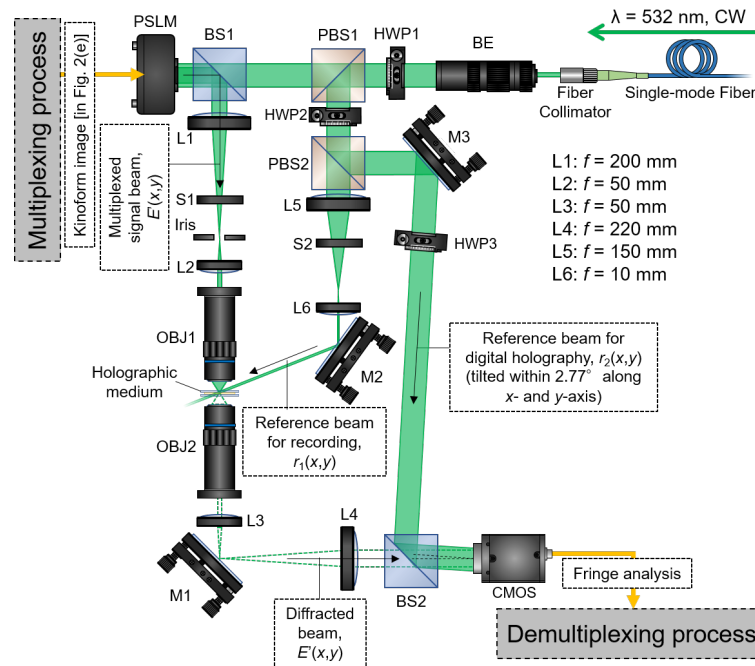 PSLM
BS1
PBS1
HWP1
BE
λ = 532 nm, CW
Multiplexing process
Kinoform image [in Fig. 2(e)]
Fiber
Collimator
Single-mode Fiber
L1
HWP2
M3
Multiplexed
signal beam,
E'(x,y)
PBS2
L1: f = 200 mm
L2: f = 50 mm
L3: f = 50 mm
L4: f = 220 mm
L5: f = 150 mm
L6: f = 10 mm
S1
L5
Iris
S2
HWP3
L2
L6
OBJ1
M2
Reference beam for
digital holography, r2(x,y)
(tilted within 2.77° along
x- and y-axis)
Holographic
medium
OBJ2
Reference beam
for recording,
r1(x,y)
L3
L4
M1
BS2
CMOS
Fringe analysis
Diffracted
beam,
E'(x,y)
Demultiplexing process